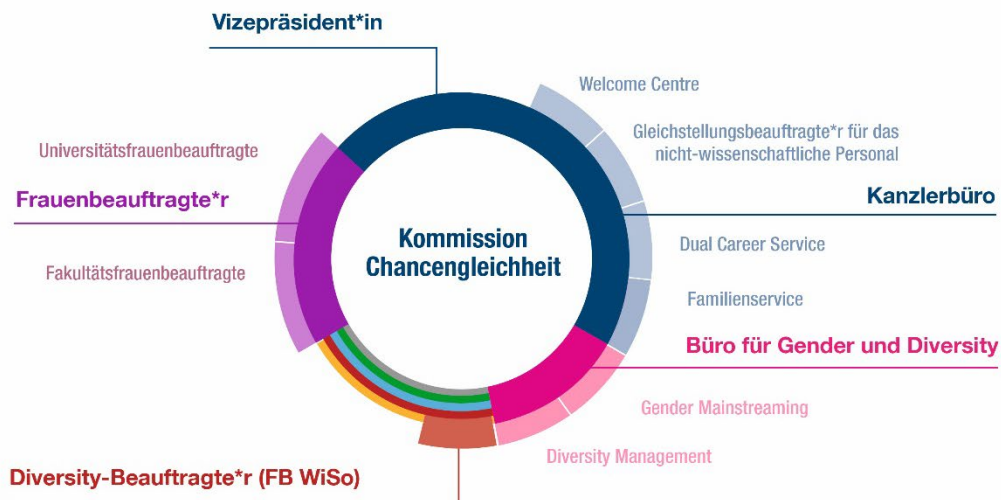 Vizepräsident*in
Welcome Centre
Gleichstellungsbeauftragte*r für das
nicht-wissenschaftliche Personal
Universitätsfrauenbeauftragte
Frauenbeauftragte*r
Kanzlerbüro
Kommission
Chancengleichheit
Dual Career Service
Fakultätsfrauenbeauftragte
Familienservice
Büro für Gender und Diversity
Gender Mainstreaming
Diversity Management
Diversity-Beauftragte*r (FB WiSo)